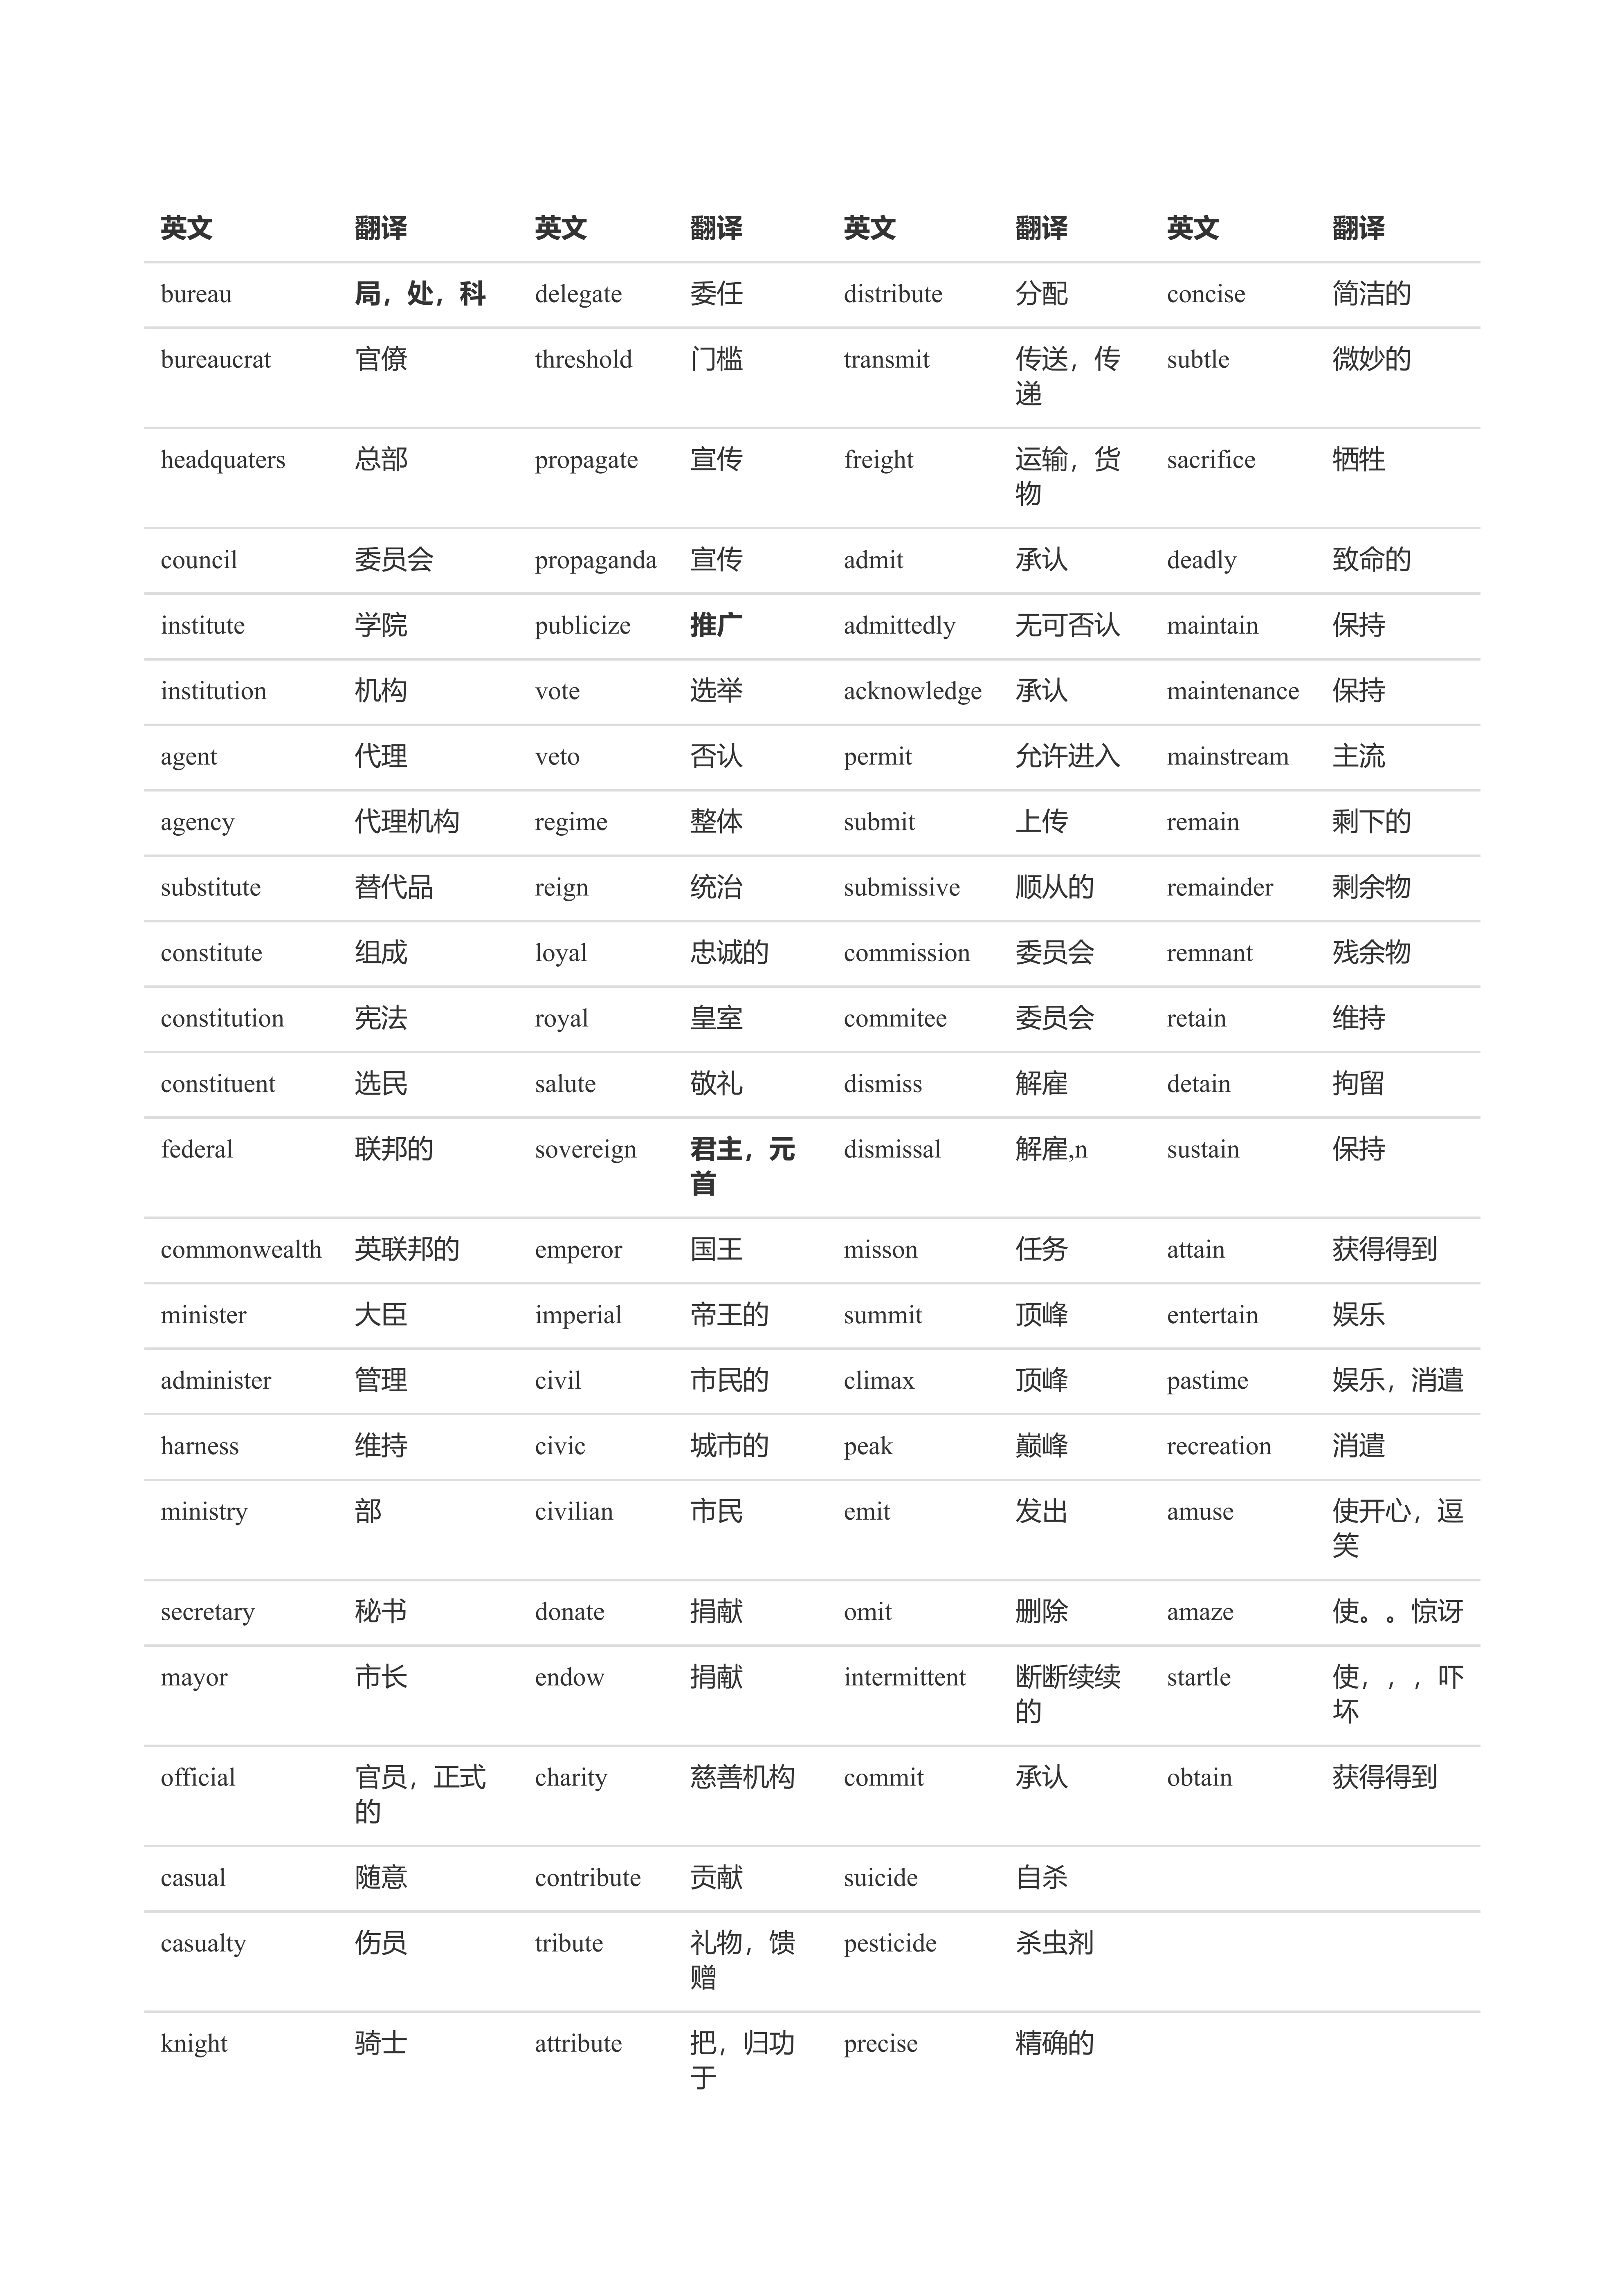 英文 翻译 英文 翻译 英文 翻译 英文 翻译
bureau 局，处，科 delegate 委任 distribute 分配 concise 简洁的
bureaucrat 官僚 threshold 门槛 transmit 传送，传 subtle 微妙的
递
headquaters 总部 propagate 宣传 freight 运输，货 sacrifice 牺牲
物
council 委员会 propaganda 宣传 admit 承认 deadly 致命的
institute 学院 publicize 推广 admittedly 无可否认 maintain 保持
institution 机构 vote 选举 acknowledge 承认 maintenance 保持
agent 代理 veto 否认 permit 允许进入 mainstream 主流
agency 代理机构 regime 整体 submit 上传 remain 剩下的
substitute 替代品 reign 统治 submissive 顺从的 remainder 剩余物
constitute 组成 loyal 忠诚的 commission 委员会 remnant 残余物
constitution 宪法 royal 皇室 commitee 委员会 retain 维持
constituent 选民 salute 敬礼 dismiss 解雇 detain 拘留
federal 联邦的 sovereign 君主，元 dismissal 解雇,n sustain 保持
首
commonwealth 英联邦的 emperor 国王 misson 任务 attain 获得得到
minister 大臣 imperial 帝王的 summit 顶峰 entertain 娱乐
administer 管理 civil 市民的 climax 顶峰 pastime 娱乐，消遣
harness 维持 civic 城市的 peak 巅峰 recreation 消遣
ministry 部 civilian 市民 emit 发出 amuse 使开心，逗
笑
secretary 秘书 donate 捐献 omit 删除 amaze 使。。惊讶
mayor 市长 endow 捐献 intermittent 断断续续 startle 使，，，吓
的 坏
official 官员，正式 charity 慈善机构 commit 承认 obtain 获得得到
的
casual 随意 contribute 贡献 suicide 自杀
casualty 伤员 tribute 礼物，馈 pesticide 杀虫剂
赠
knight 骑士 attribute 把，归功 precise 精确的
于